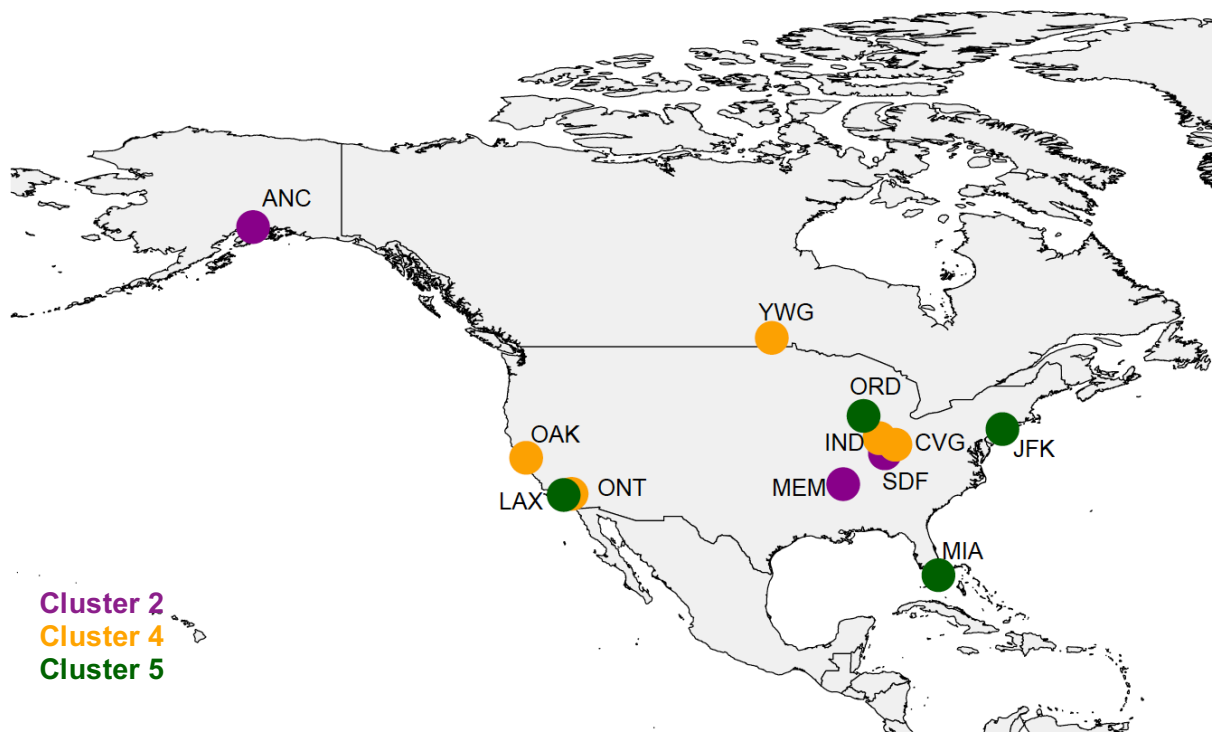 ANC
YWG
ORD
OAK
IND
CVG
JFK
LAX
ONT
MEM
SDF
MIA
Cluster 2
Cluster 4
Cluster 5